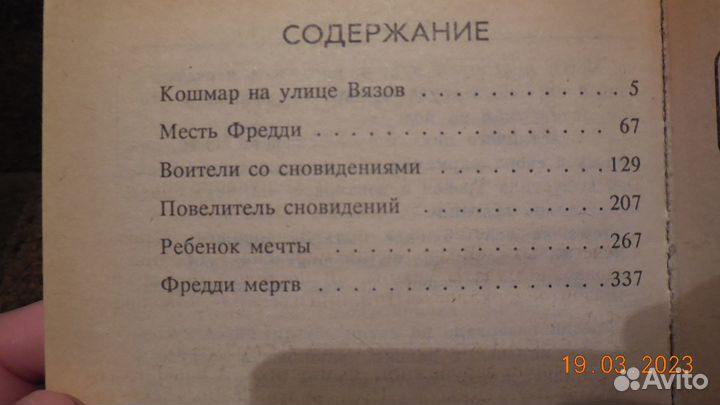 СОДЕРЖАНИЕ
Кошмар на улице Вязов . . . . . . . . . . . . . 5
Месть Фредди . . . . . . . . . . . . . . . . . . . 67
Воители со сновидениями . . . . . . . . . . . . 129
Повелитель сновидений . . . . . . . . . . . . 207
Ребенок мечты . . . . . . . . . . . . . . . . . . 267
Фредди мертв . . . . . . . . . . . . . . . . . . 337
19.03.2023
Avito